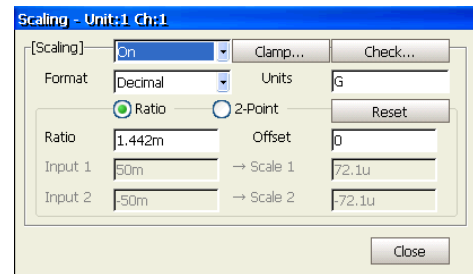 Scaling - Unit:1 Ch:1
[Scaling] On Clamp... Check...
Format Decimal Units G
Ratio 2-Point Reset
Ratio 1.442m Offset 0
Input 1 50m → Scale 1 72.1u
Input 2 -50m → Scale 2 -72.1u
Close